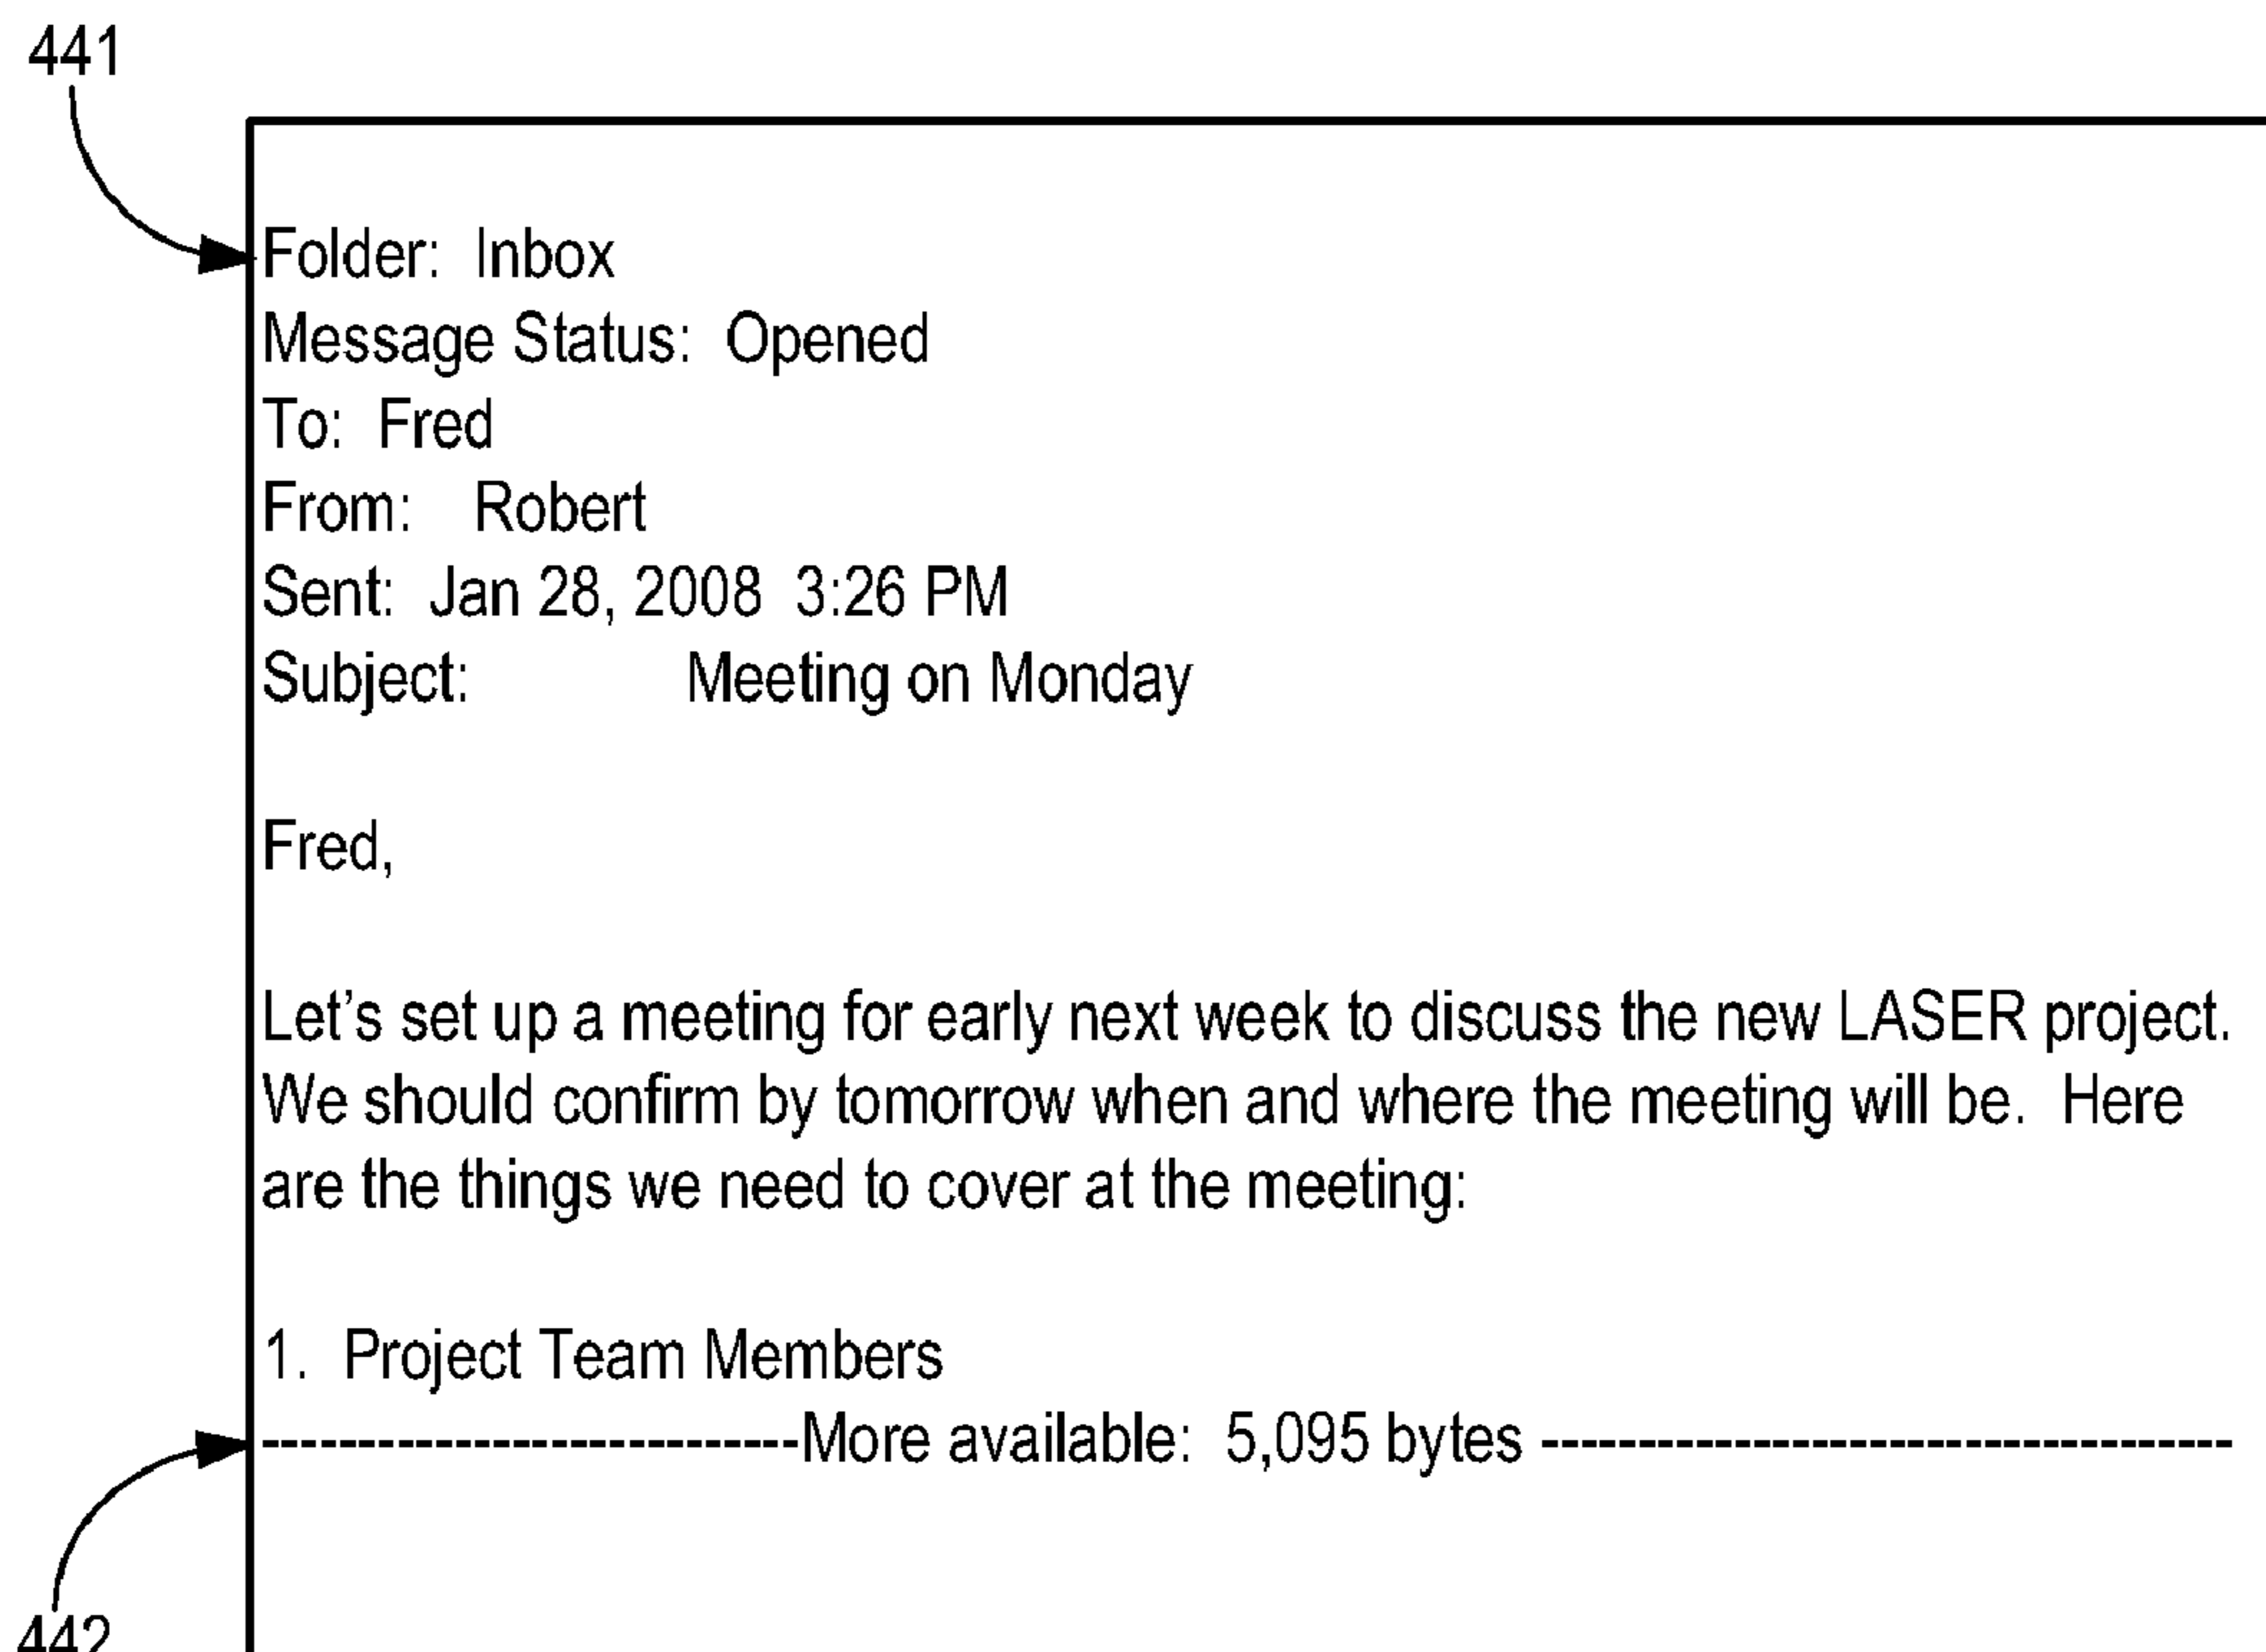 441
Folder: Inbox
Message Status: Opened
To: Fred
From: Robert
Sent: Jan 28, 2008 3:26 PM
Subject: Meeting on Monday
Fred,
Let's set up a meeting for early next week to discuss the new LASER project.
We should confirm by tomorrow when and where the meeting will be. Here
are the things we need to cover at the meeting:
1. Project Team Members
----------------------------More available: 5,095 bytes ------------------------------------
442